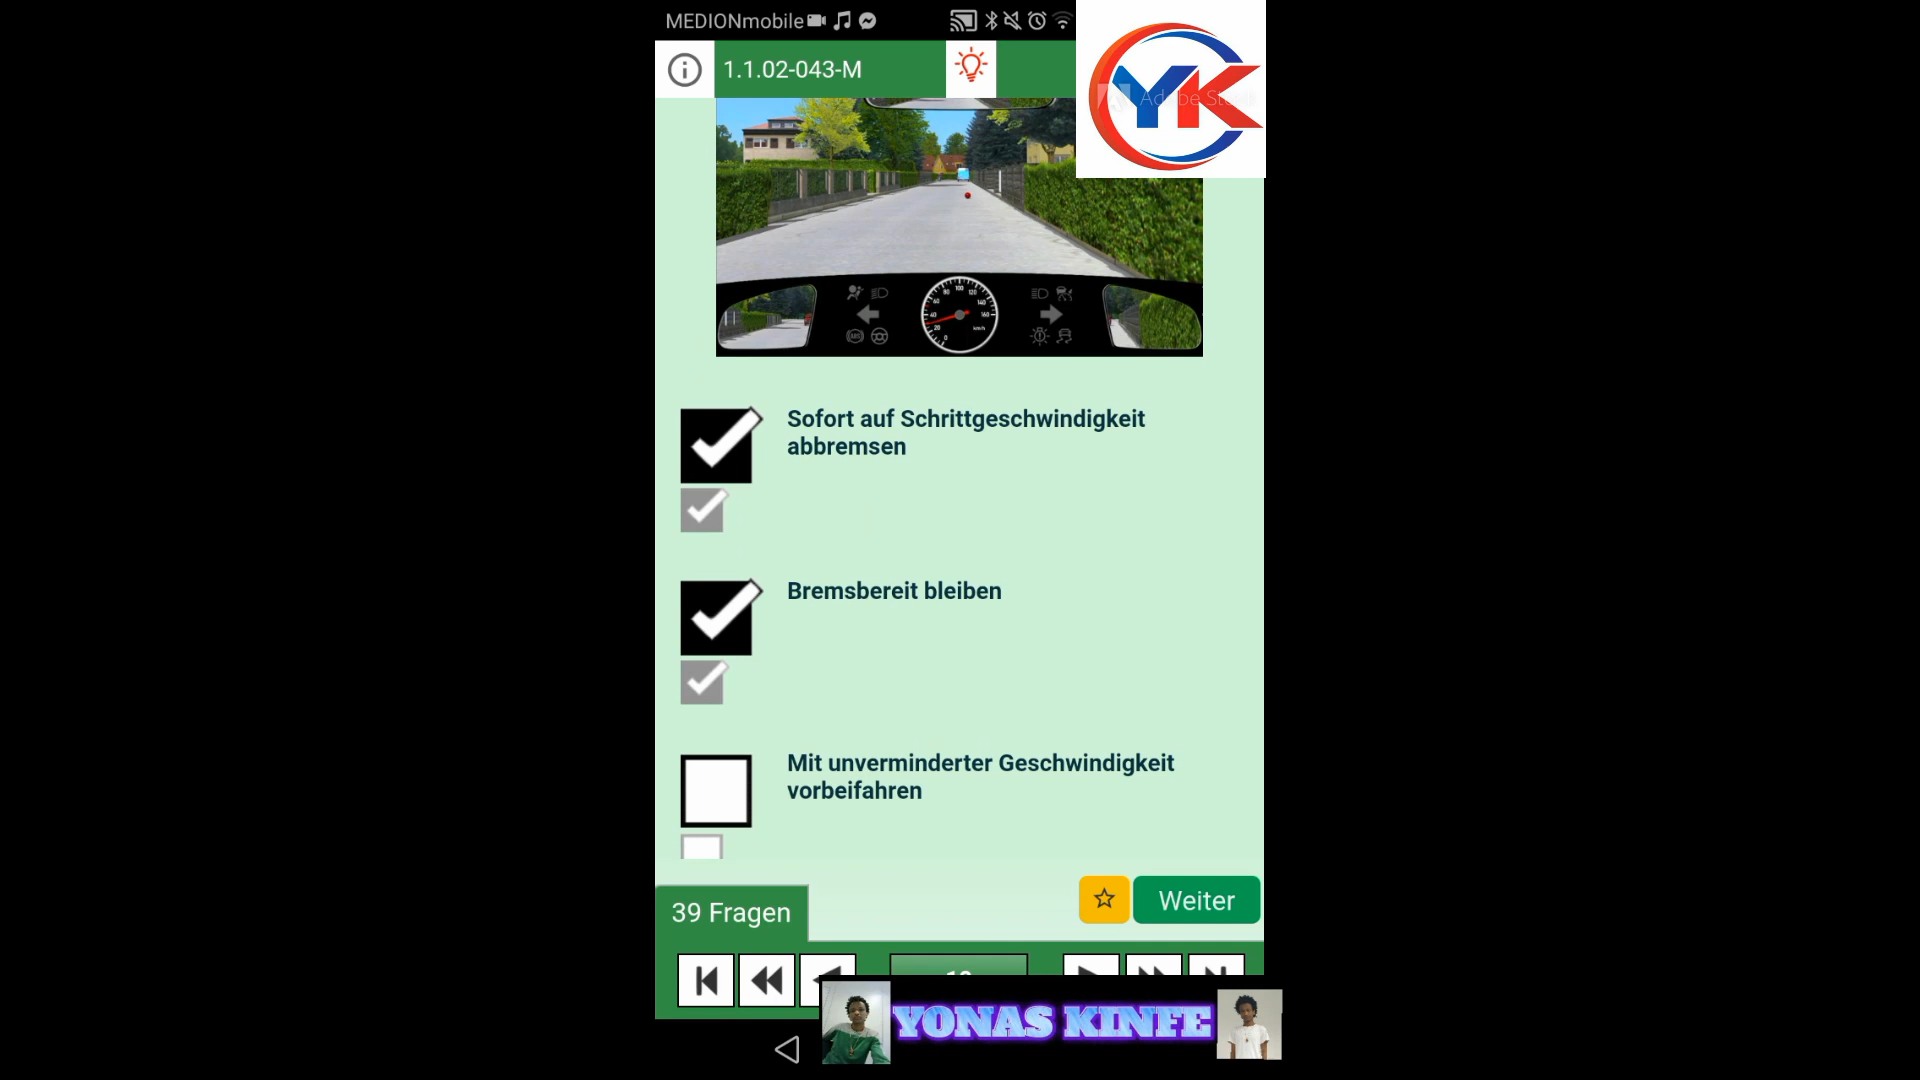 MEDIONmobile
1.1.02-043-M
YK
Sofort auf Schrittgeschwindigkeit
abbremsen
Bremsbereit bleiben
Mit unverminderter Geschwindigkeit
vorbeifahren
39 Fragen
Weiter
YONAS KINFE